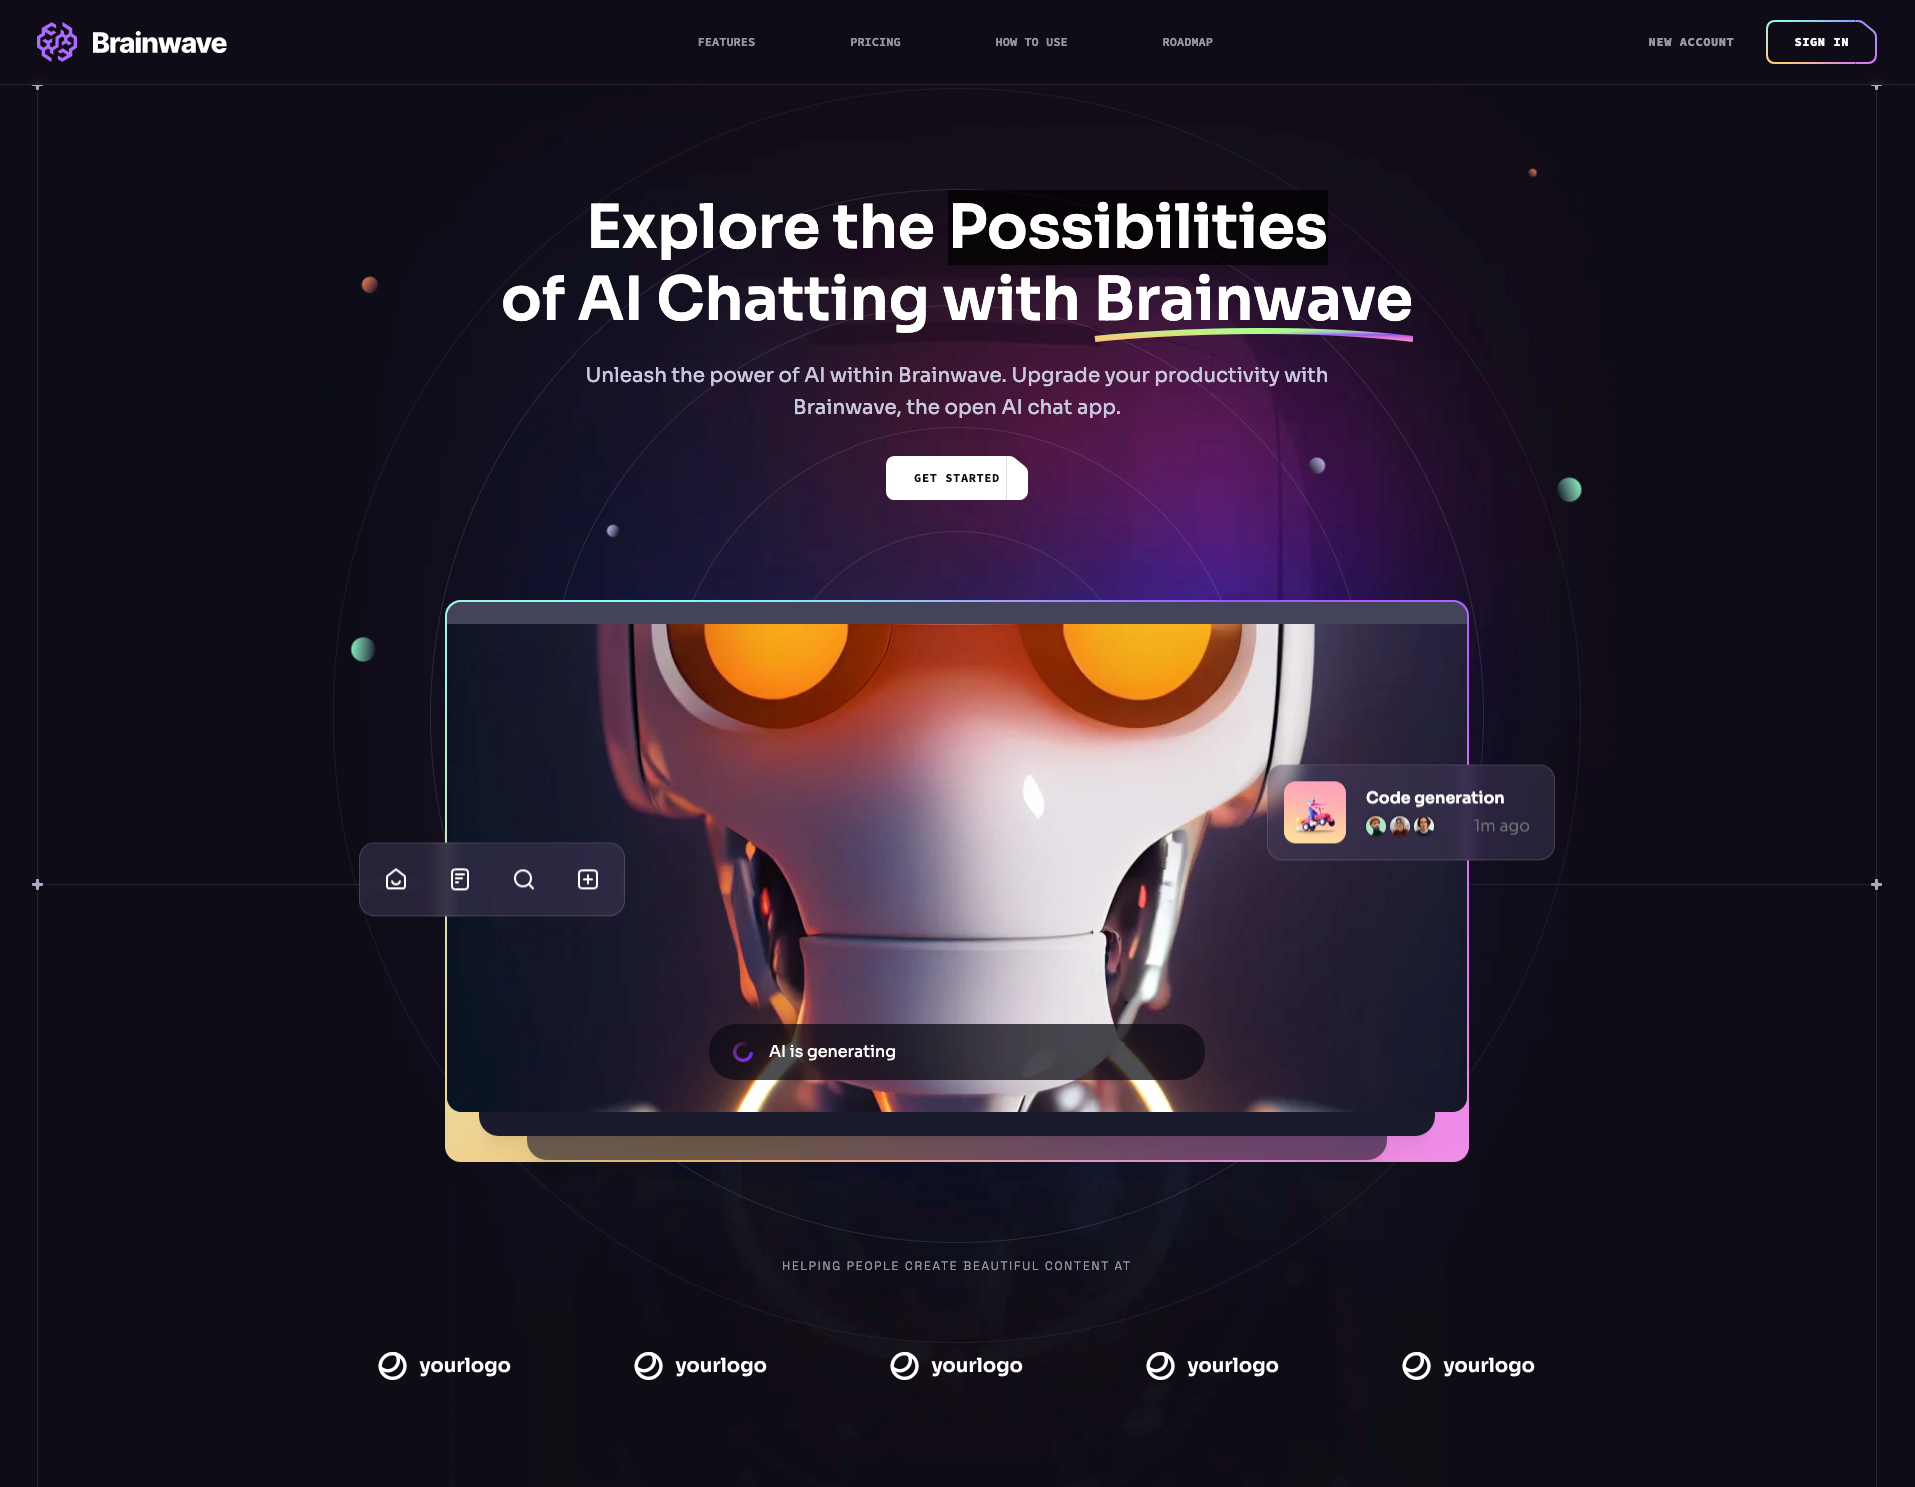 Brainwave
FEATURES
PRICING
HOW TO USE
ROADMAP
NEW ACCOUNT
SIGN IN
Explore the Possibilities
of AI Chatting with Brainwave
Unleash the power of AI within Brainwave. Upgrade your productivity with
Brainwave, the open AI chat app.
GET STARTED
Code generation
1m ago
AI is generating
HELPING PEOPLE CREATE BEAUTIFUL CONTENT AT
yourlogo
yourlogo
yourlogo
yourlogo
yourlogo